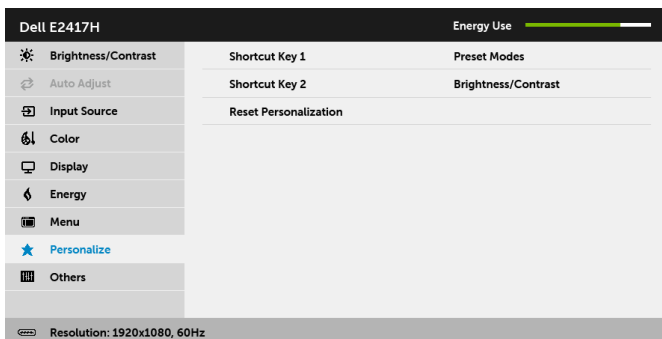 Dell E2417H Energy Use
Brightness/Contrast Shortcut Key 1 Preset Modes
Auto Adjust Shortcut Key 2 Brightness/Contrast
Input Source Reset Personalization
Color
Display
Energy
Menu
Personalize
Others
Resolution: 1920x1080, 60Hz